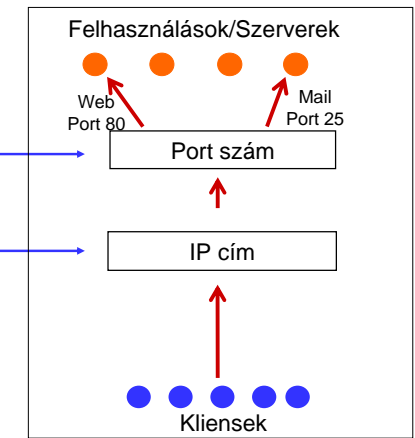 Felhasználások/Szerverek
Web
Port 80
Mail
Port 25
Port szám
IP cím
Kliensek